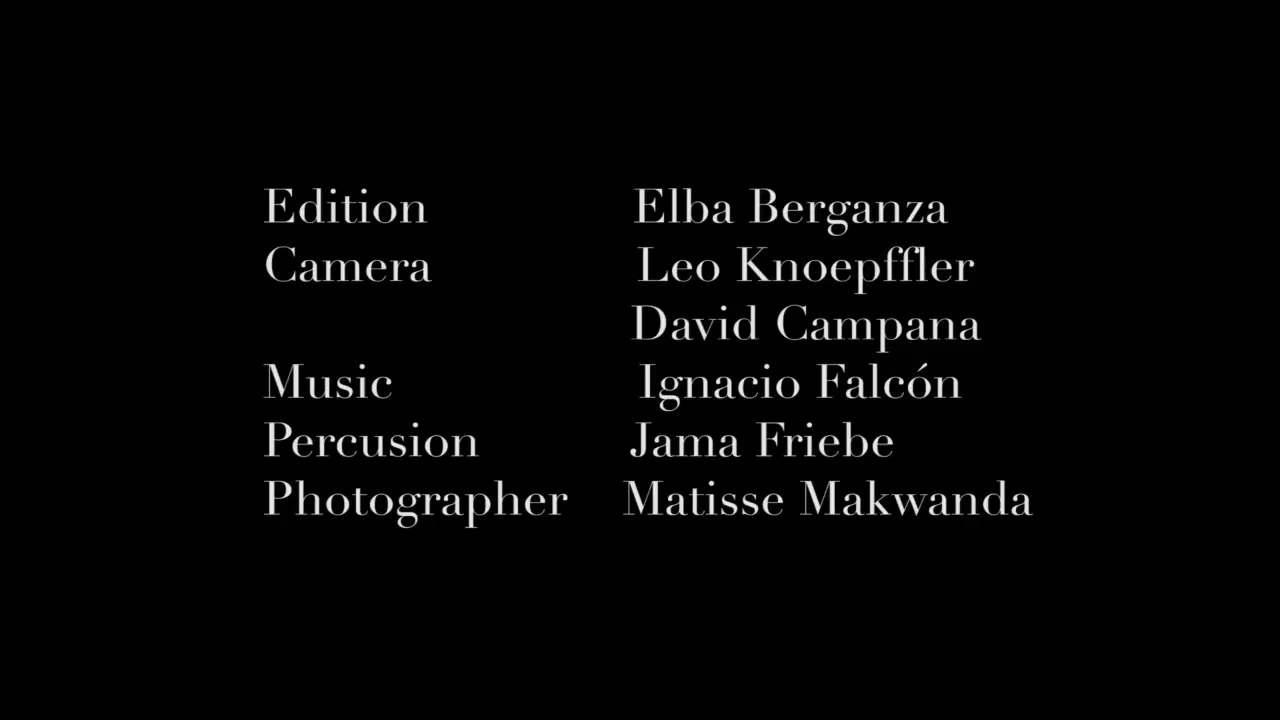 Edition Elba Berganza
Camera Leo Knoepffler
David Campana
Music Ignacio Falcón
Percusion Jama Friebe
Photographer Matisse Makwanda